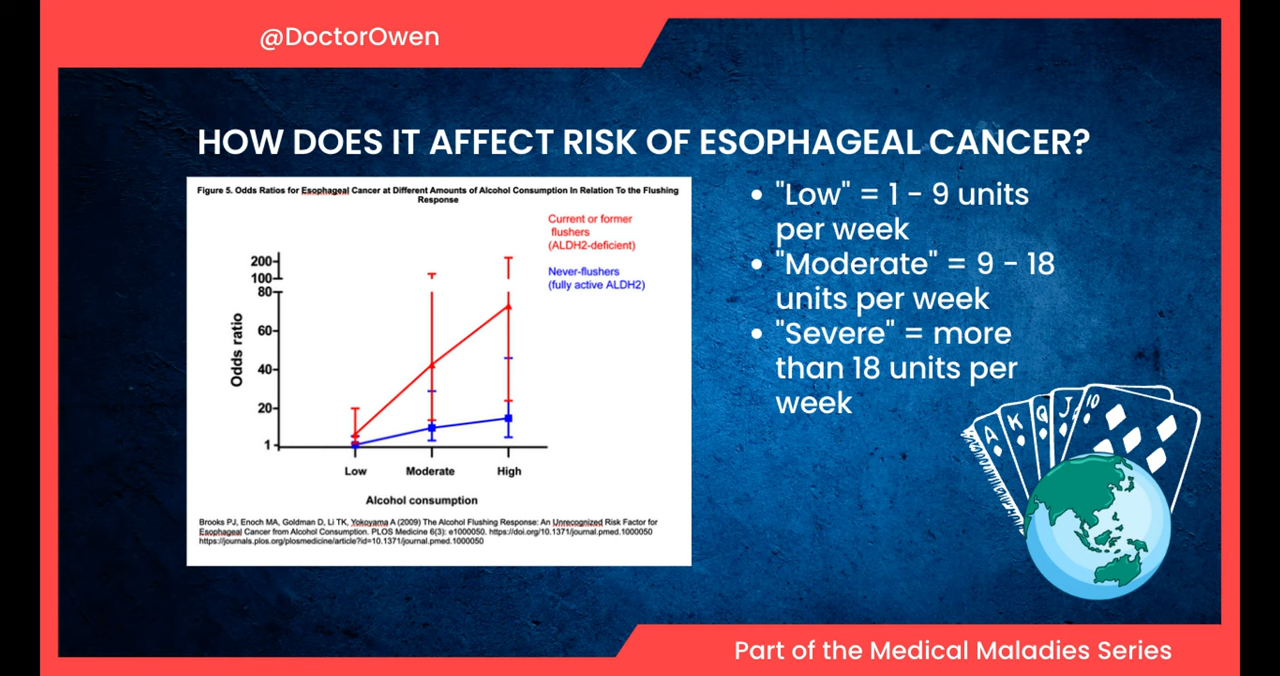 @DoctorOwen
HOW DOES IT AFFECT RISK OF ESOPHAGEAL CANCER?
Figure 5. Odds Ratios for Esophageal Cancer at Different Amounts of Alcohol Consumption In Relation To the Flushing
Response
Current or former
flushers
(ALDH2-deficient)
Never-flushers
(fully active ALDH2)
200
100
80
60
40
20
1
Odds ratio
Low Moderate High
Alcohol consumption
Brooks PJ, Enoch MA, Goldman D, Li TK, Yokoyama A (2009) The Alcohol Flushing Response: An Unrecognized Risk Factor for
Esophageal Cancer from Alcohol Consumption. PLOS Medicine 6(3): e1000050. https://doi.org/10.1371/journal.pmed.1000050
https://journals.plos.org/plosmedicine/article?id=10.1371/journal.pmed.1000050
• "Low" = 1 - 9 units
per week
• "Moderate" = 9 - 18
units per week
• "Severe" = more
than 18 units per
week
A K Q J 10
Part of the Medical Maladies Series